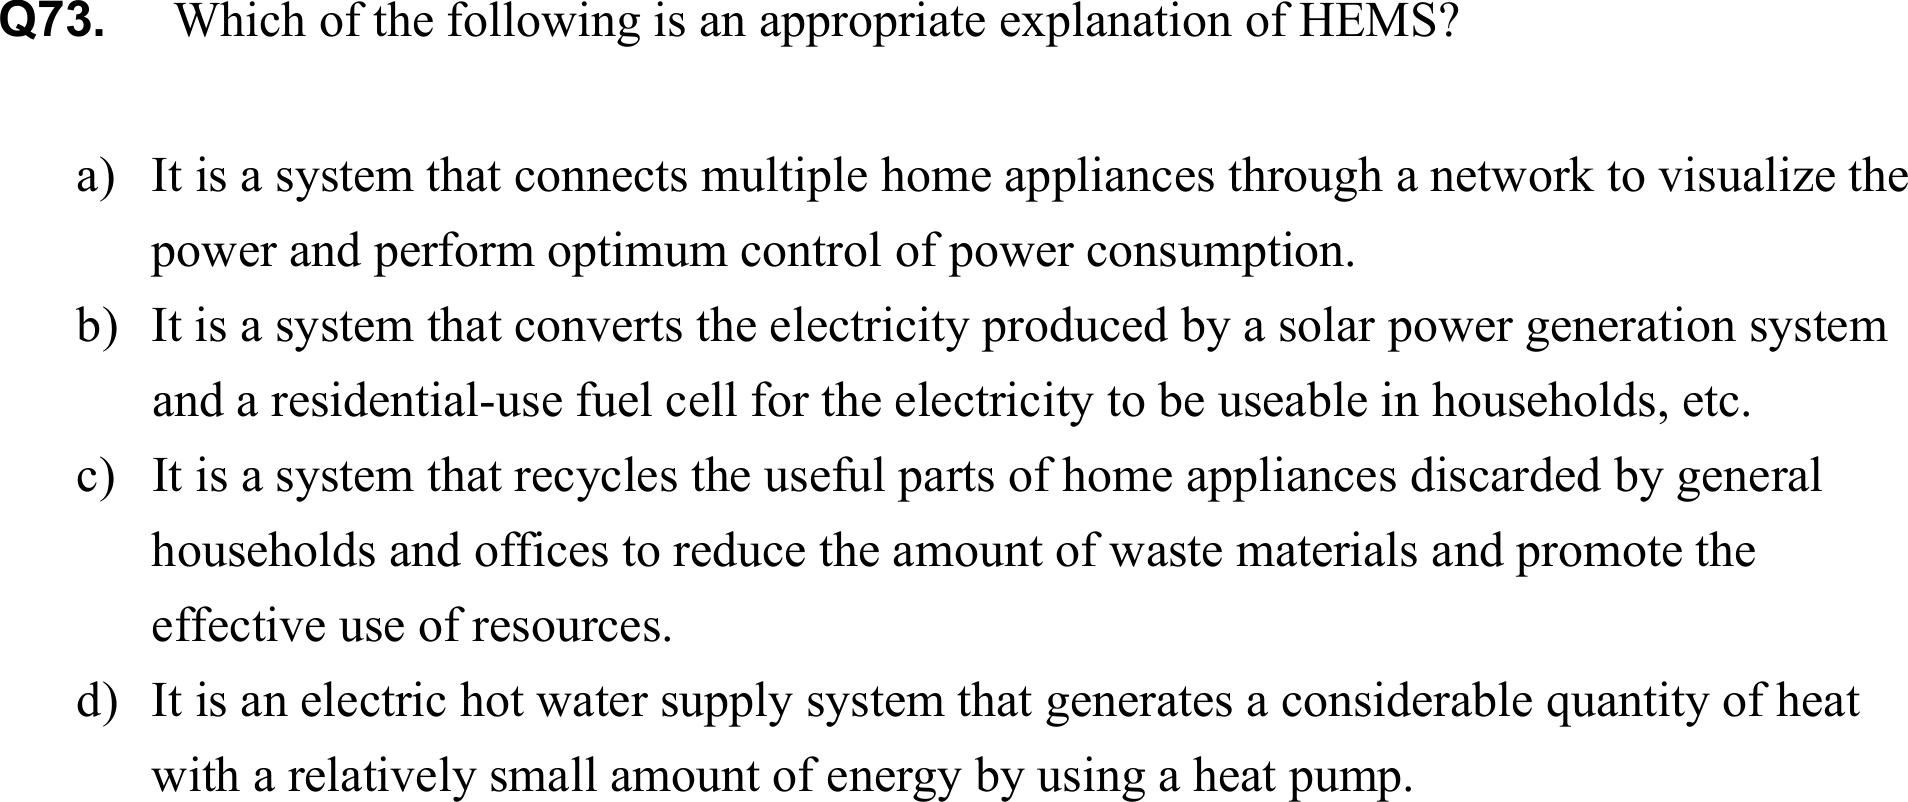 Q73. Which of the following is an appropriate explanation of HEMS?
a) It is a system that connects multiple home appliances through a network to visualize the
power and perform optimum control of power consumption.
b) It is a system that converts the electricity produced by a solar power generation system
and a residential-use fuel cell for the electricity to be useable in households, etc.
c) It is a system that recycles the useful parts of home appliances discarded by general
households and offices to reduce the amount of waste materials and promote the
effective use of resources.
d) It is an electric hot water supply system that generates a considerable quantity of heat
with a relatively small amount of energy by using a heat pump.